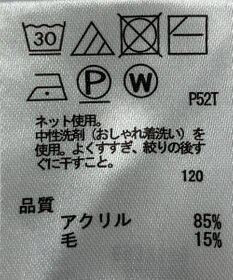 30
P W P52T
ネット使用。
中性洗剤(おしゃれ着洗い)を
使用。よくすすぎ、絞りの後す
ぐに干すこと。
120
品質
アクリル 85%
毛 15%